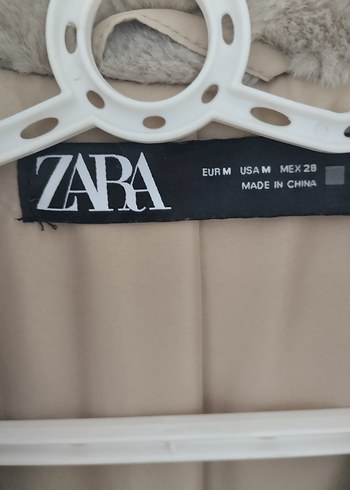 ZARA
EUR M USA M MEX 28
MADE IN CHINA